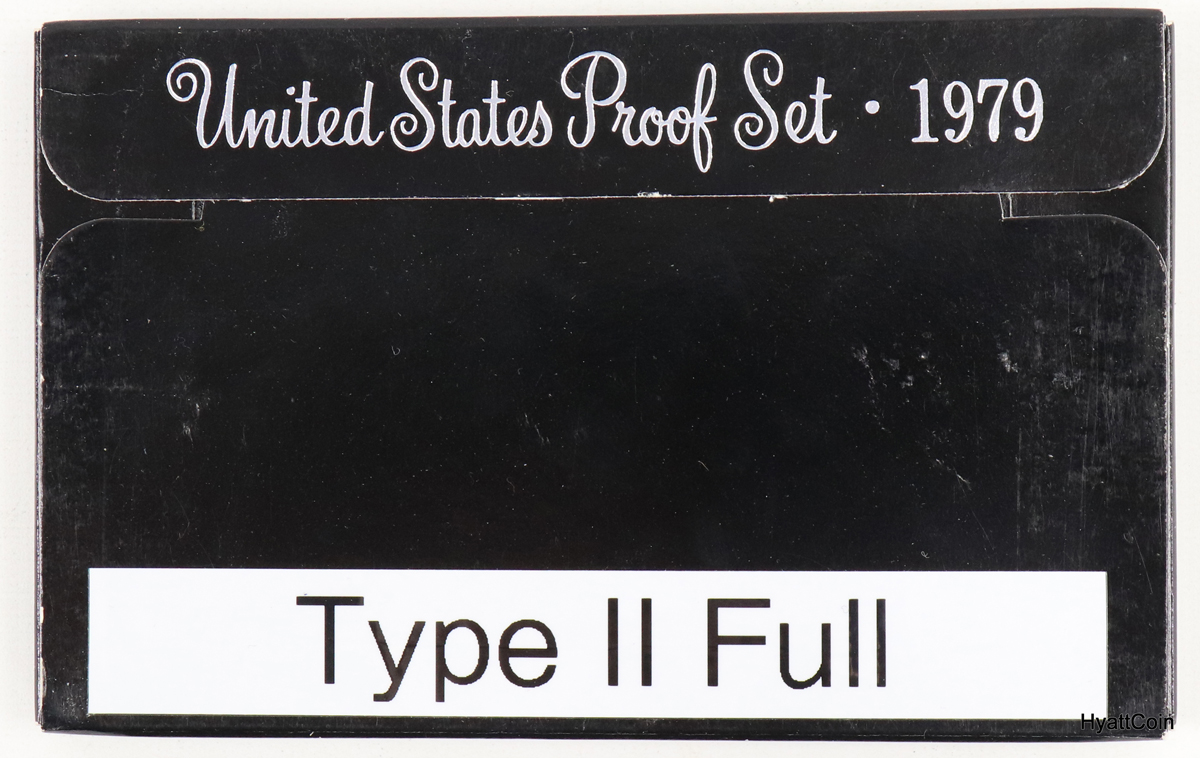 United States Proof Set · 1979
Type II Full
HyattCoin